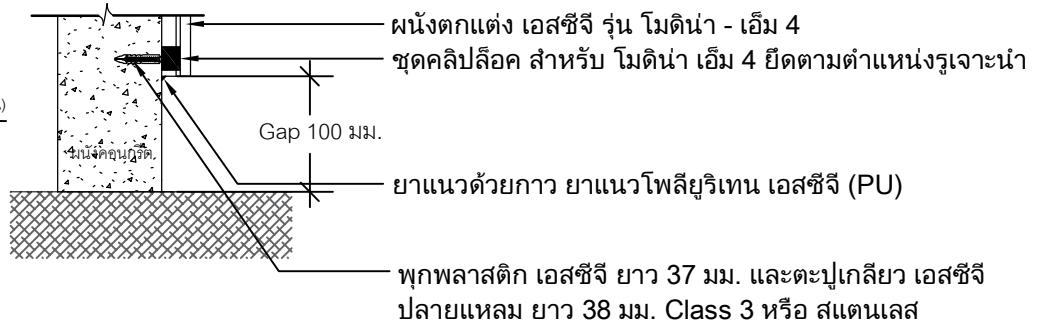 ผนังตกแต่ง เอสซีจี รุ่น โมดิน่า - เอ็ม 4
ชุดคลิปล็อค สำหรับ โมดิน่า เอ็ม 4 ยึดตามตำแหน่งรูเจาะนำ
Gap 100 มม.
ผนังคอนกรีต
ยาแนวด้วยกาว ยาแนวโพลียูริเทน เอสซีจี (PU)
พุกพลาสติก เอสซีจี ยาว 37 มม. และตะปูเกลียว เอสซีจี
ปลายแหลม ยาว 38 มม. Class 3 หรือ สแตนเลส